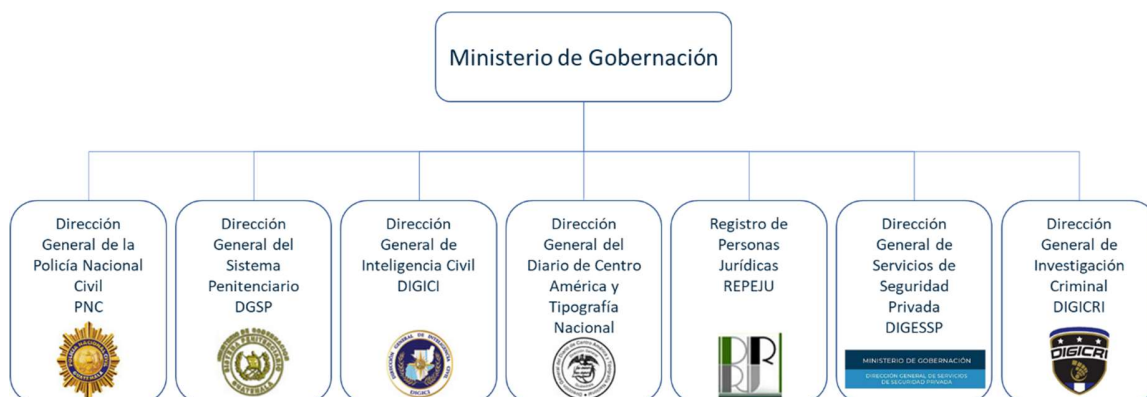 Ministerio de Gobernación
Dirección
General de la
Policía Nacional
Civil
PNC
Dirección
General del
Sistema
Penitenciario
DGSP
Dirección
General de
Inteligencia Civil
DIGICI
Dirección
General del
Diario de Centro
América y
Tipografía
Nacional
Registro de
Personas
Jurídicas
REPEJU
Dirección
General de
Servicios de
Seguridad
Privada
DIGESSP
MINISTERIO DE GOBERNACIÓN
DIRECCIÓN GENERAL DE SERVICIOS
DE SEGURIDAD PRIVADA
Dirección
General de
Investigación
Criminal
DIGICRI
DIGICRI